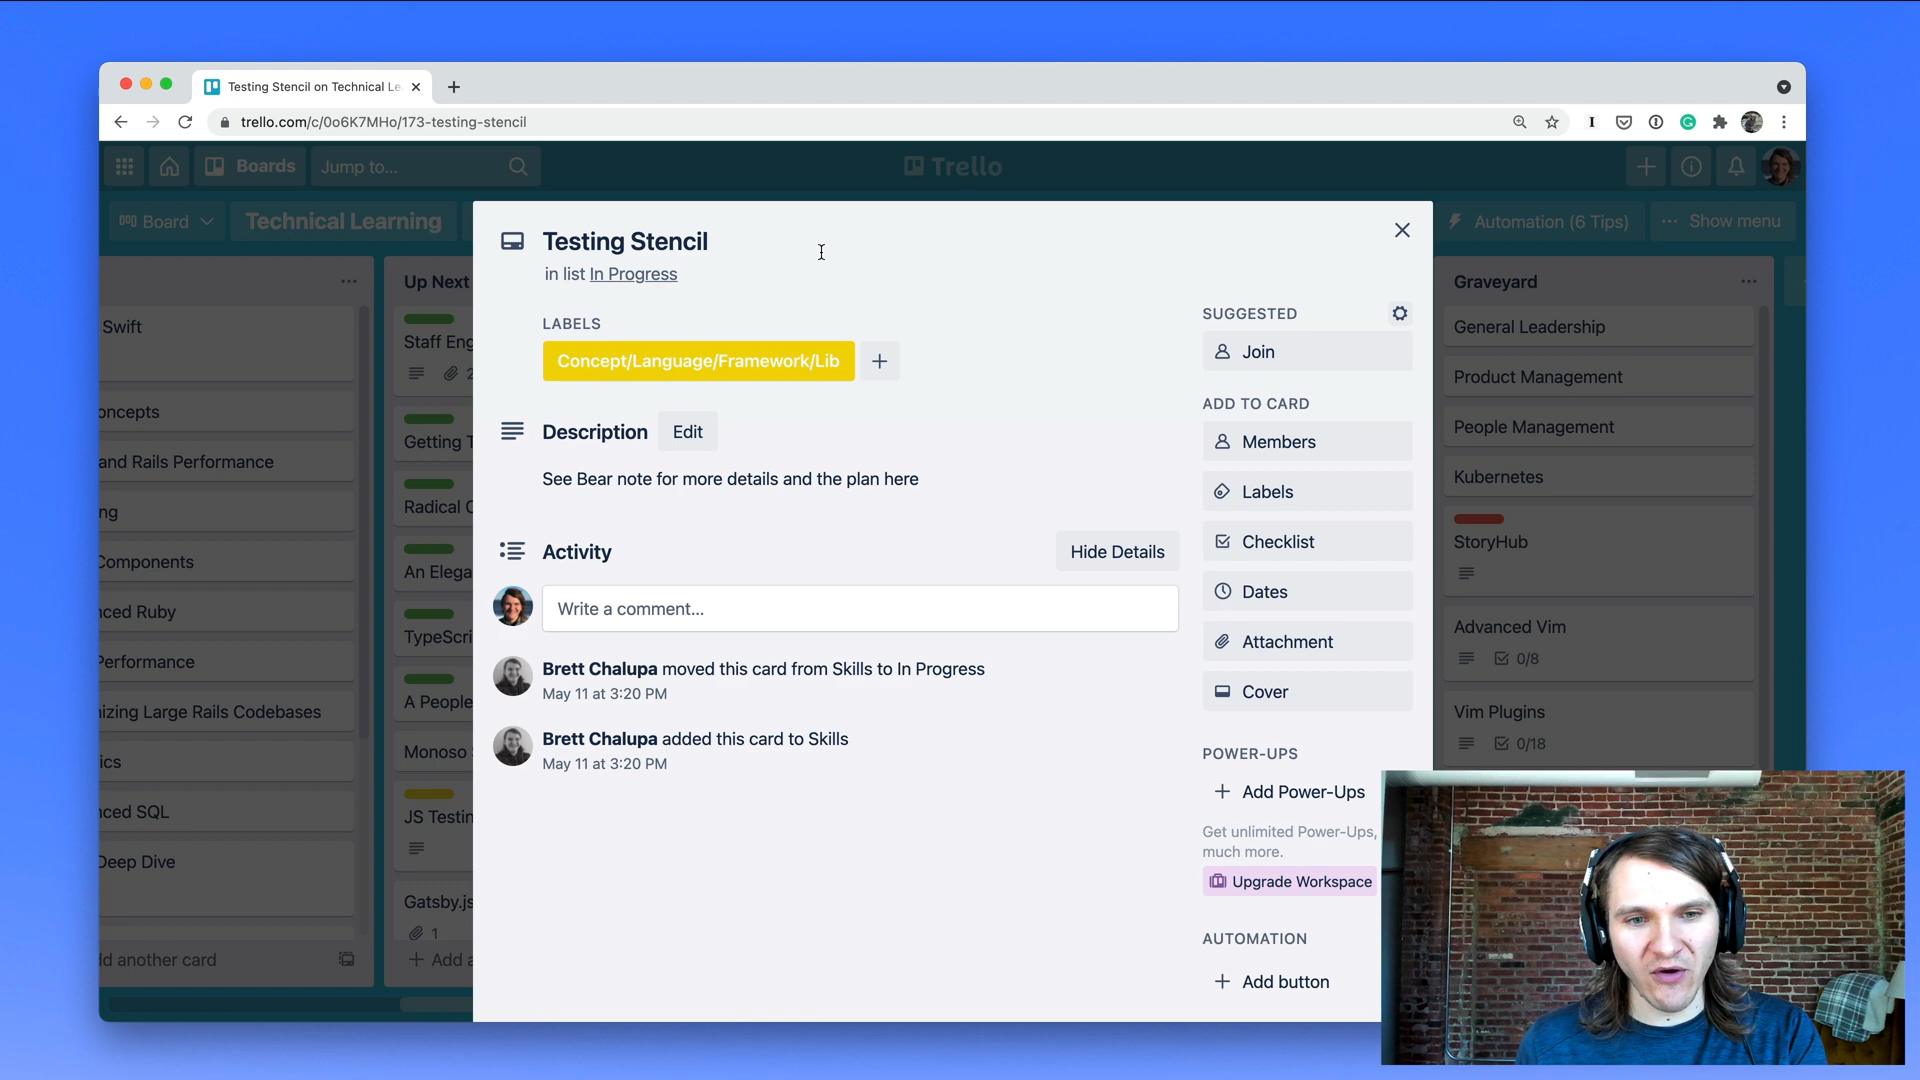 Testing Stencil on Technical Le
trello.com/c/0o6K7MHo/173-testing-stencil
Boards
Jump to...
Trello
Board
Technical Learning
Automation (6 Tips)
Show menu
Swift
oncepts
and Rails Performance
ng
Components
nced Ruby
Performance
nizing Large Rails Codebases
ics
nced SQL
Deep Dive
d another card
Up Next
Staff Eng
2
Getting T
Radical C
An Elega
TypeScri
A People
Monoso
JS Testin
Gatsby.js
1
+ Add a
Testing Stencil
in list In Progress
LABELS
Concept/Language/Framework/Lib
+
Description
Edit
See Bear note for more details and the plan here
Activity
Hide Details
Write a comment...
Brett Chalupa moved this card from Skills to In Progress
May 11 at 3:20 PM
Brett Chalupa added this card to Skills
May 11 at 3:20 PM
SUGGESTED
Join
ADD TO CARD
Members
Labels
Checklist
Dates
Attachment
Cover
POWER-UPS
+ Add Power-Ups
Get unlimited Power-Ups,
much more.
Upgrade Workspace
AUTOMATION
+ Add button
Graveyard
General Leadership
Product Management
People Management
Kubernetes
StoryHub
Advanced Vim
0/8
Vim Plugins
0/18